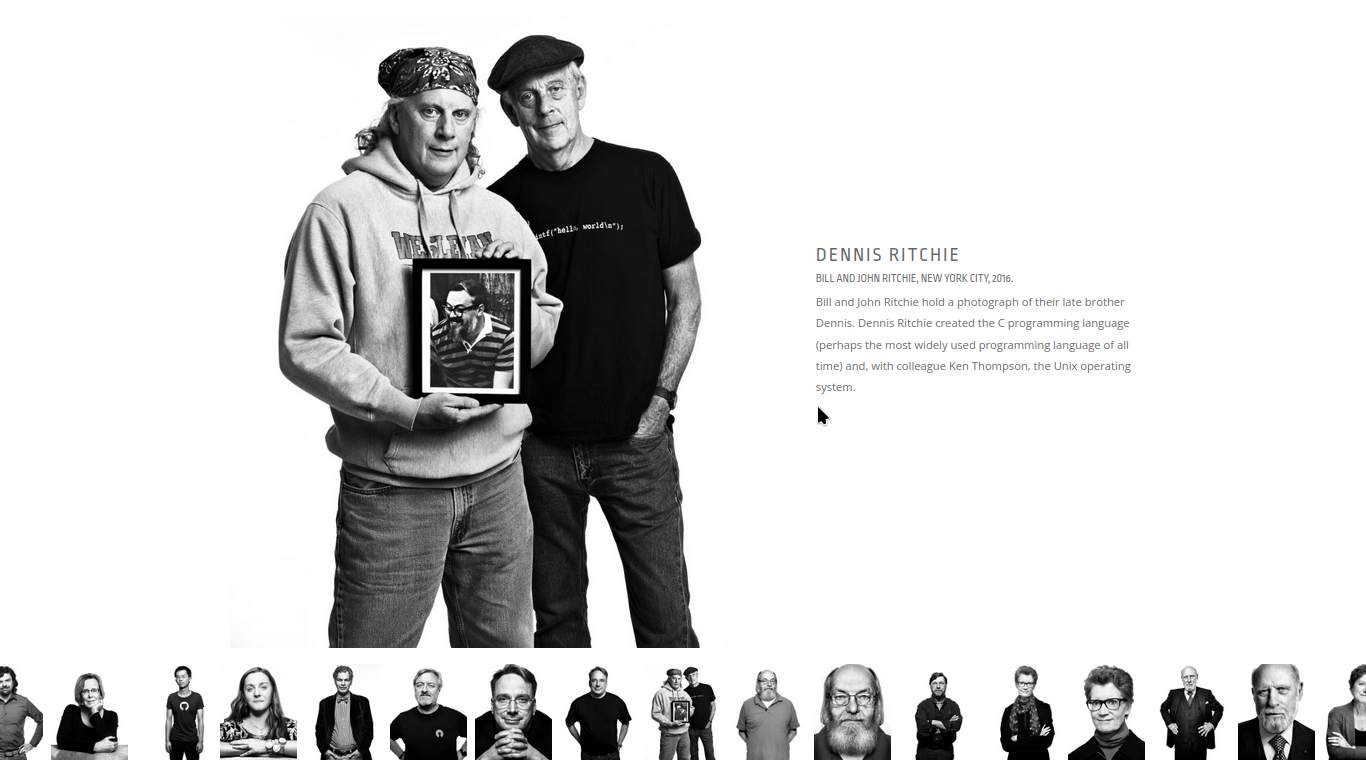 WESLEYAN
intf("hello, world\n");
DENNIS RITCHIE
BILL AND JOHN RITCHIE, NEW YORK CITY, 2016.
Bill and John Ritchie hold a photograph of their late brother
Dennis. Dennis Ritchie created the C programming language
(perhaps the most widely used programming language of all
time) and, with colleague Ken Thompson, the Unix operating
system.